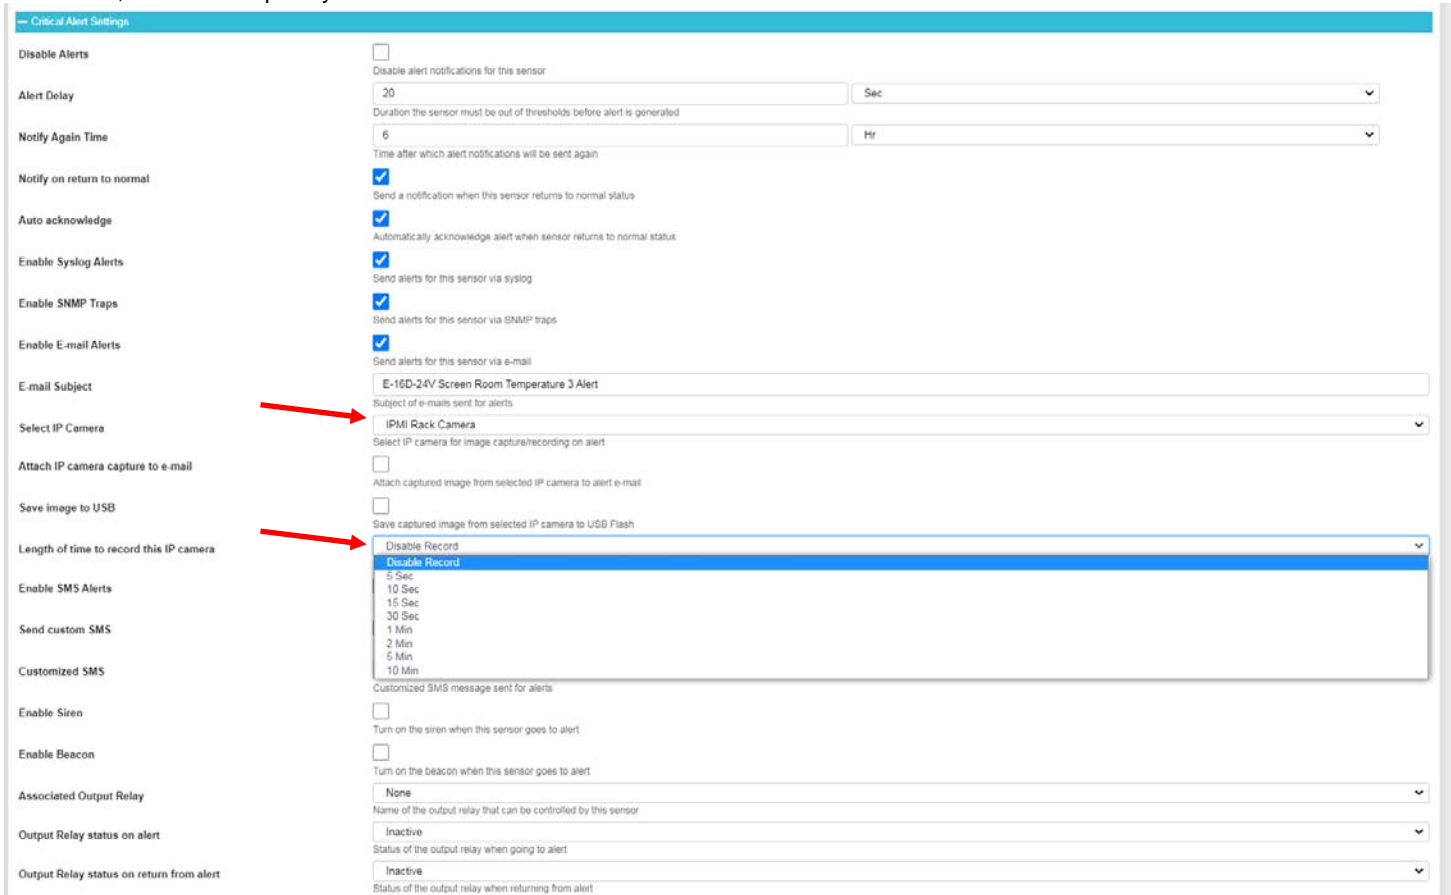 — Critical Alert Settings
Disable Alerts
Disable alert notifications for this sensor
Alert Delay
20 Sec
Duration the sensor must be out of thresholds before alert is generated
Notify Again Time
6 Hr
Time after which alert notifications will be sent again
Notify on return to normal
Send a notification when this sensor returns to normal status
Auto acknowledge
Automatically acknowledge alert when sensor returns to normal status
Enable Syslog Alerts
Send alerts for this sensor via syslog
Enable SNMP Traps
Send alerts for this sensor via SNMP traps
Enable E-mail Alerts
Send alerts for this sensor via e-mail
E-mail Subject
E-16D-24V Screen Room Temperature 3 Alert
Subject of e-mails sent for alerts
Select IP Camera
IPMI Rack Camera
Select IP camera for image capture/recording on alert
Attach IP camera capture to e-mail
Attach captured image from selected IP camera to alert e-mail
Save image to USB
Save captured image from selected IP camera to USB Flash
Length of time to record this IP camera
Disable Record
Disable Record
5 Sec
10 Sec
15 Sec
30 Sec
1 Min
2 Min
5 Min
10 Min
Enable SMS Alerts
Send custom SMS
Customized SMS
Customized SMS message sent for alerts
Enable Siren
Turn on the siren when this sensor goes to alert
Enable Beacon
Turn on the beacon when this sensor goes to alert
Associated Output Relay
None
Name of the output relay that can be controlled by this sensor
Output Relay status on alert
Inactive
Status of the output relay when going to alert
Output Relay status on return from alert
Inactive
Status of the output relay when returning from alert